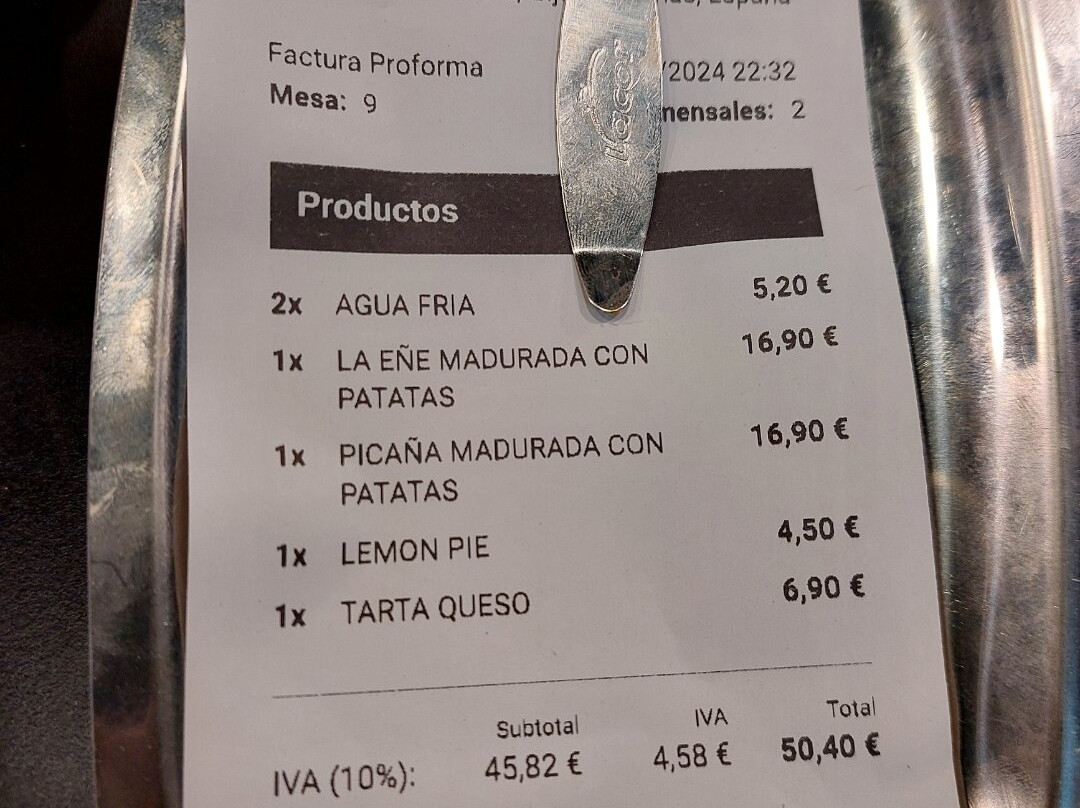 España
Factura Proforma
/2024 22:32
Mesa: 9
mensales: 2
llacor
Productos
2x AGUA FRIA 5,20 €
1x LA EÑE MADURADA CON 16,90 €
PATATAS
1x PICAÑA MADURADA CON 16,90 €
PATATAS
1x LEMON PIE 4,50 €
1x TARTA QUESO 6,90 €
Subtotal IVA Total
IVA (10%): 45,82 € 4,58 € 50,40 €